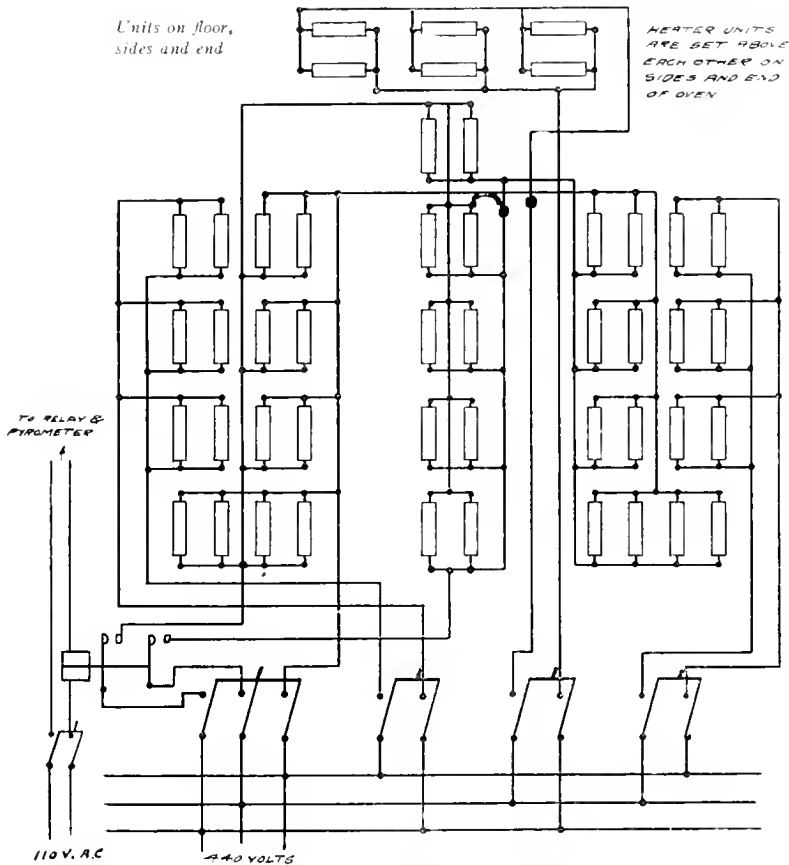 Units on floor,
sides and end
HEATER UNITS
ARE SET ABOVE
EACH OTHER ON
SIDES AND END
OF OVEN
TO RELAY &
PYROMETER
110 V. A.C
440 VOLTS